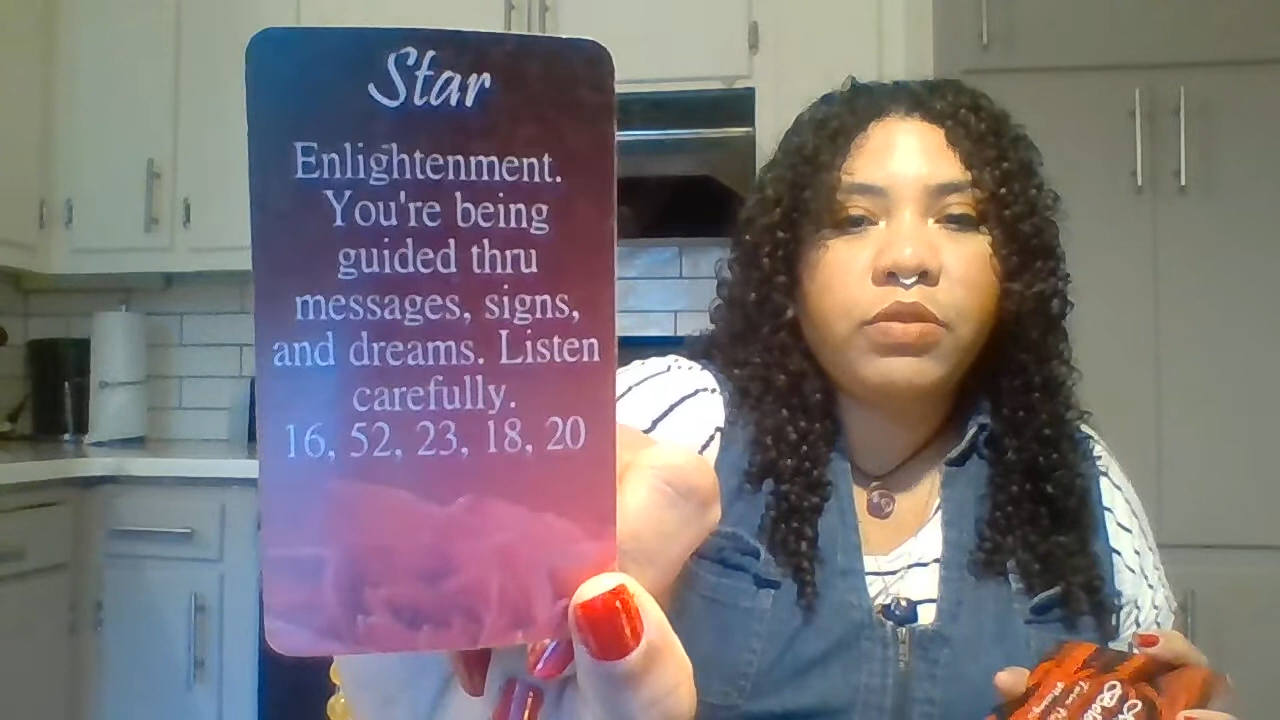 Star
Enlightenment.
You're being
guided thru
messages, signs,
and dreams. Listen
carefully.
16, 52, 23, 18, 20